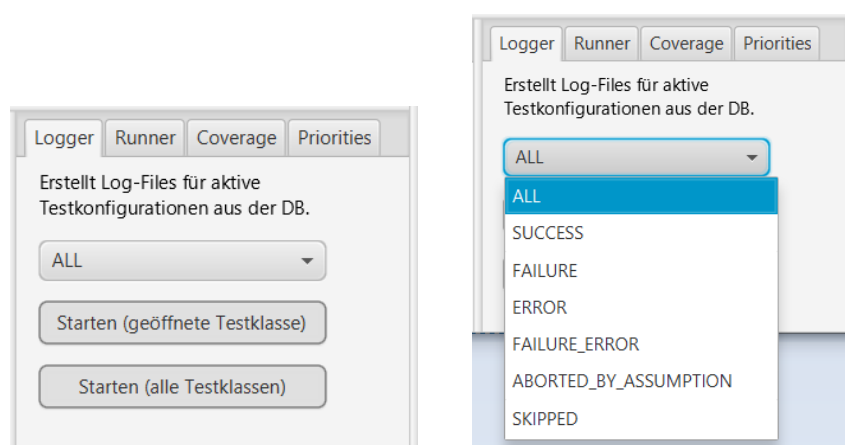 Logger Runner Coverage Priorities
Erstellt Log-Files für aktive
Testkonfigurationen aus der DB.
ALL
Starten (geöffnete Testklasse)
Starten (alle Testklassen)
Logger Runner Coverage Priorities
Erstellt Log-Files für aktive
Testkonfigurationen aus der DB.
ALL
ALL
SUCCESS
FAILURE
ERROR
FAILURE_ERROR
ABORTED_BY_ASSUMPTION
SKIPPED